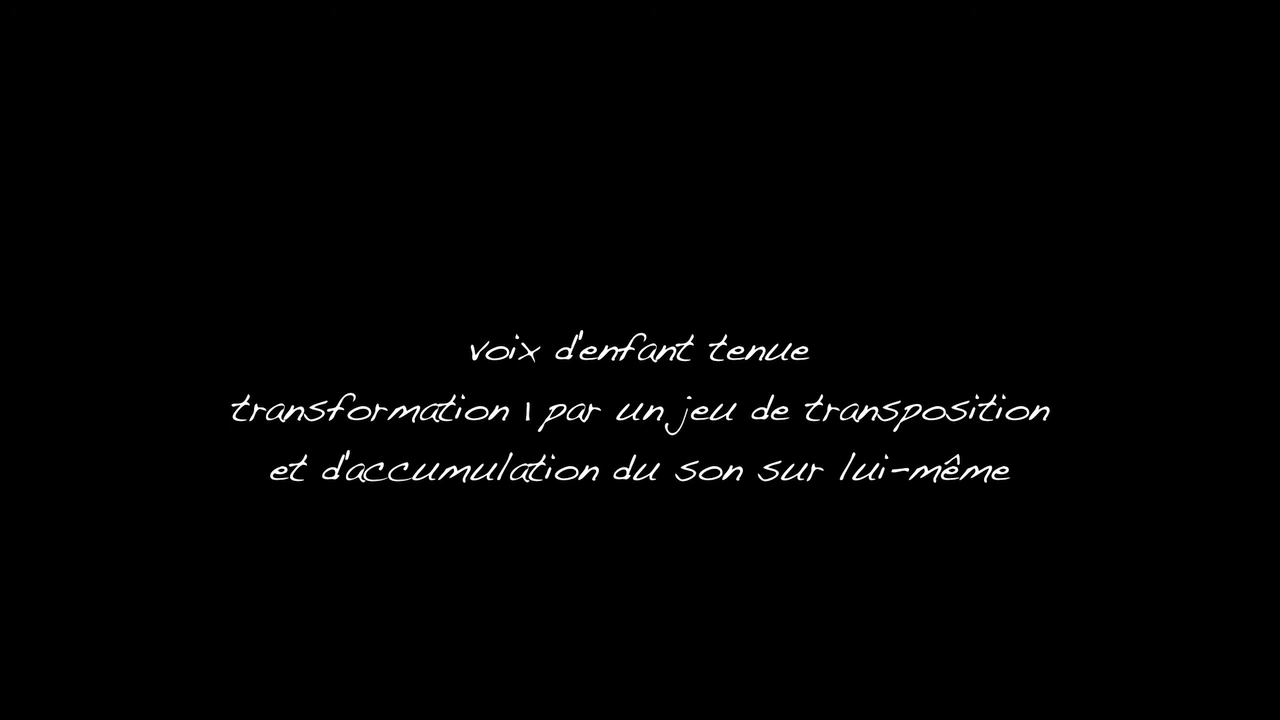 voix d'enfant tenue
transformation 1 par un jeu de transposition
et d'accumulation du son sur lui-même